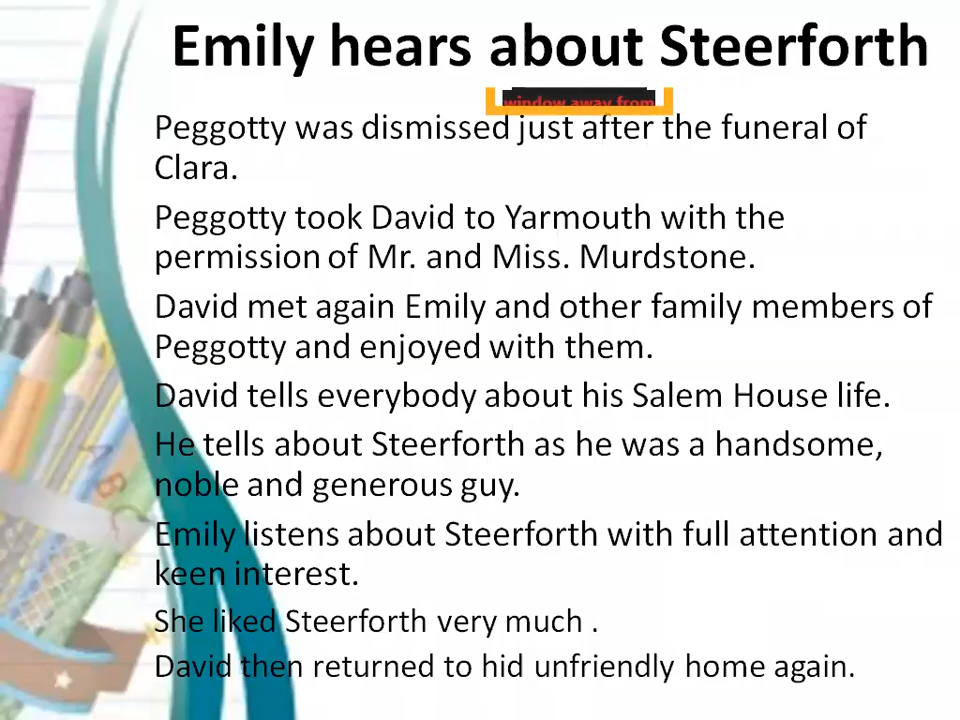 Emily hears about Steerforth
window away from
Peggotty was dismissed just after the funeral of
Clara.
Peggotty took David to Yarmouth with the
permission of Mr. and Miss. Murdstone.
David met again Emily and other family members of
Peggotty and enjoyed with them.
David tells everybody about his Salem House life.
He tells about Steerforth as he was a handsome,
noble and generous guy.
Emily listens about Steerforth with full attention and
keen interest.
She liked Steerforth very much .
David then returned to hid unfriendly home again.